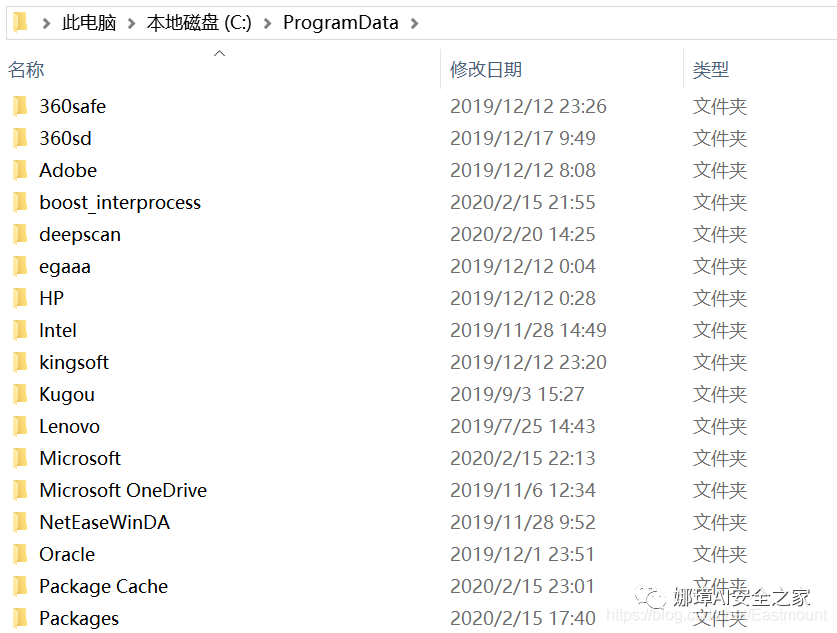 此电脑 > 本地磁盘 (C:) > ProgramData >
名称 修改日期 类型
360safe 2019/12/12 23:26 文件夹
360sd 2019/12/17 9:49 文件夹
Adobe 2019/12/12 8:08 文件夹
boost_interprocess 2020/2/15 21:55 文件夹
deepscan 2020/2/20 14:25 文件夹
egaaa 2019/12/12 0:04 文件夹
HP 2019/12/12 0:28 文件夹
Intel 2019/11/28 14:49 文件夹
kingsoft 2019/12/12 23:20 文件夹
Kugou 2019/9/3 15:27 文件夹
Lenovo 2019/7/25 14:43 文件夹
Microsoft 2020/2/15 22:13 文件夹
Microsoft OneDrive 2019/11/6 12:34 文件夹
NetEaseWinDA 2019/11/28 9:52 文件夹
Oracle 2019/12/1 23:51 文件夹
Package Cache 2020/2/15 23:01 文件夹
娜璋AI安全之家
Packages 2020/2/15 17:40 文件夹